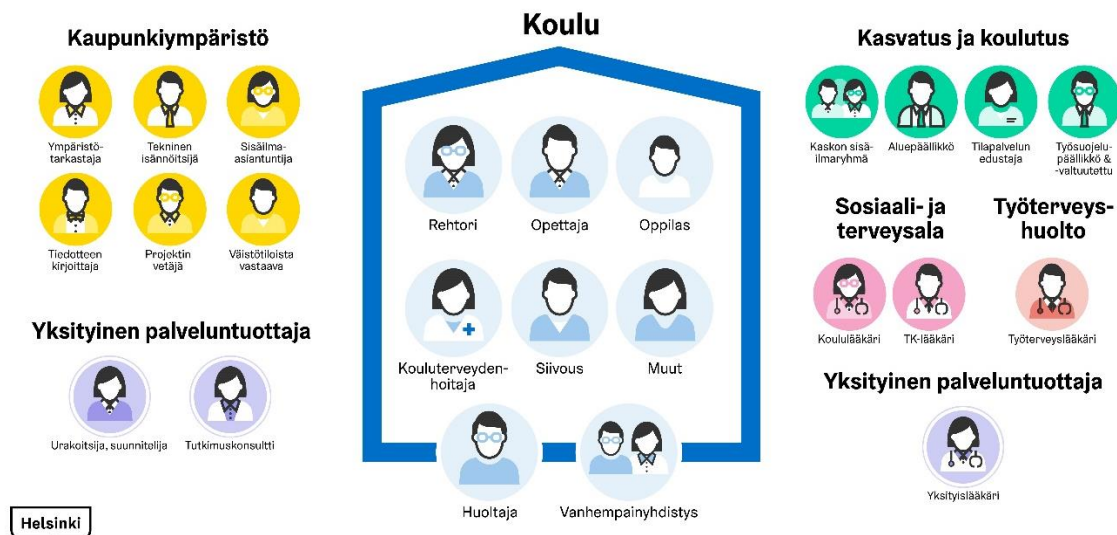 Koulu
Kaupunkiympäristö
Ympäristö-
tarkastaja
Tekninen
isännöitsijä
Sisäilma-
asiantuntija
Tiedotteen
kirjoittaja
Projektin
vetäjä
Väistötiloista
vastaava
Yksityinen palveluntuottaja
Urakoitsija, suunnitelija
Tutkimuskonsultti
Rehtori
Opettaja
Oppilas
Kouluterveyden-
hoitaja
Siivous
Muut
Huoltaja
Vanhempainyhdistys
Kasvatus ja koulutus
Kaskon sisä-
ilmaryhmä
Aluepäällikkö
Tilapalvelun
edustaja
Työsuojelu-
päällikkö &
-valtuutettu
Sosiaali- ja
terveysala
Koululääkäri
TK-lääkäri
Työterveys-
huolto
Työterveyslääkäri
Yksityinen palveluntuottaja
Yksityislääkäri
Helsinki